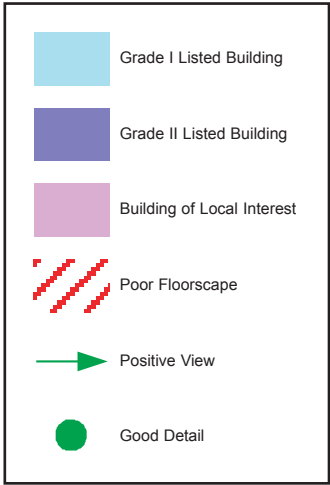 Grade I Listed Building
Grade II Listed Building
Building of Local Interest
Poor Floorscape
Positive View
Good Detail